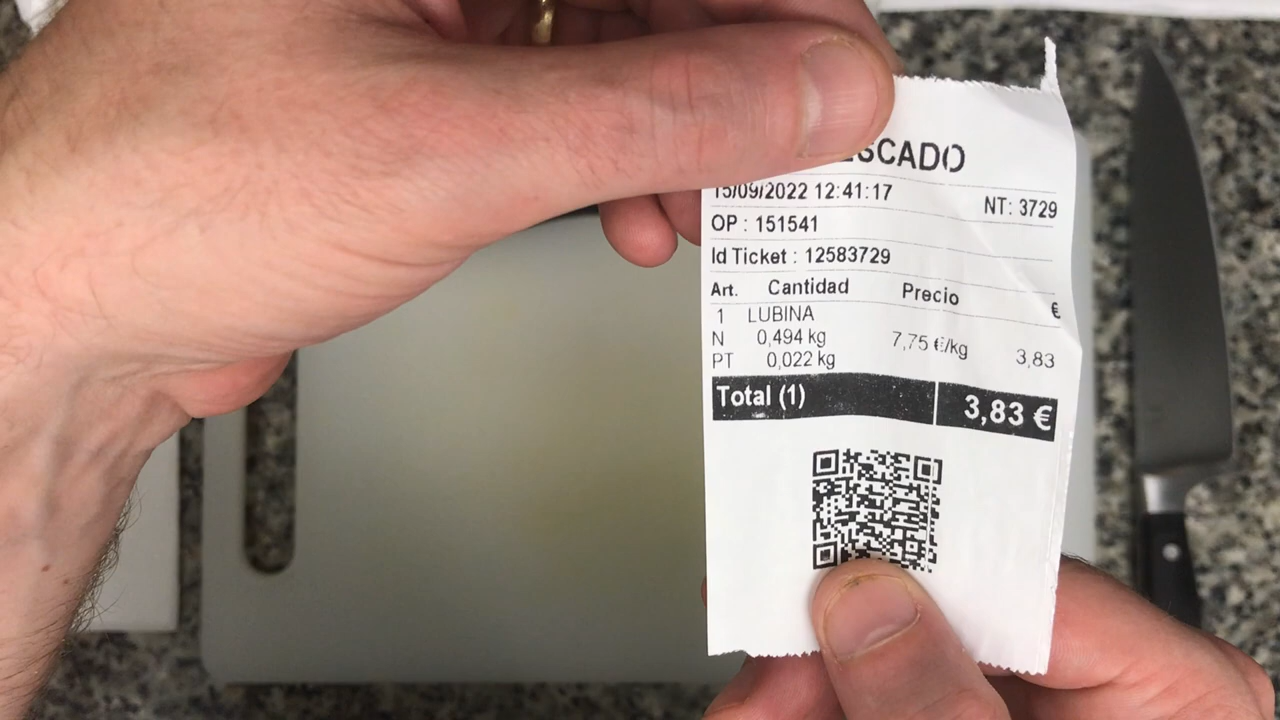 15/09/2022 12:41:17 NT: 3729
OP : 151541
Id Ticket : 12583729
Art. Cantidad Precio €
1 LUBINA
N 0,494 kg 7,75 €/kg 3,83
PT 0,022 kg
Total (1) 3,83 €